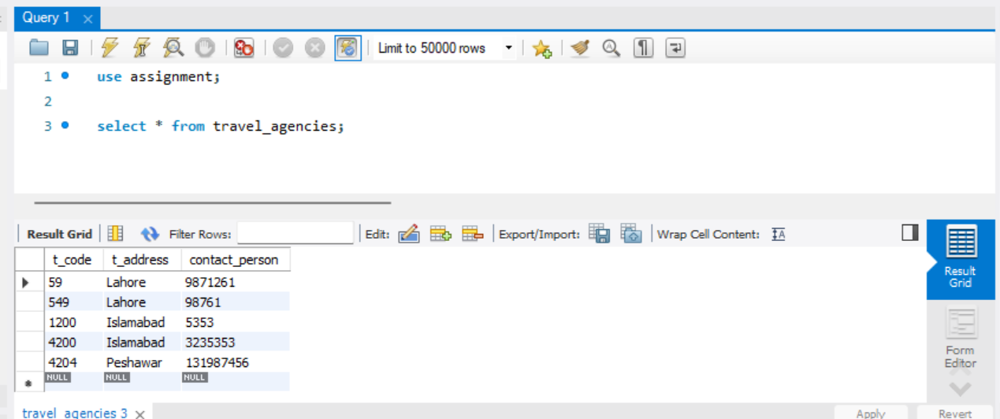 Query 1
Limit to 50000 rows
1 use assignment;
2
3 select * from travel_agencies;
Result Grid Filter Rows: Edit: Export/Import: Wrap Cell Content:
t_code t_address contact_person
59 Lahore 9871261
549 Lahore 98761
1200 Islamabad 5353
4200 Islamabad 3235353
4204 Peshawar 131987456
NULL NULL NULL
Result
Grid
Form
Editor
travel_agencies 3 Apply Revert